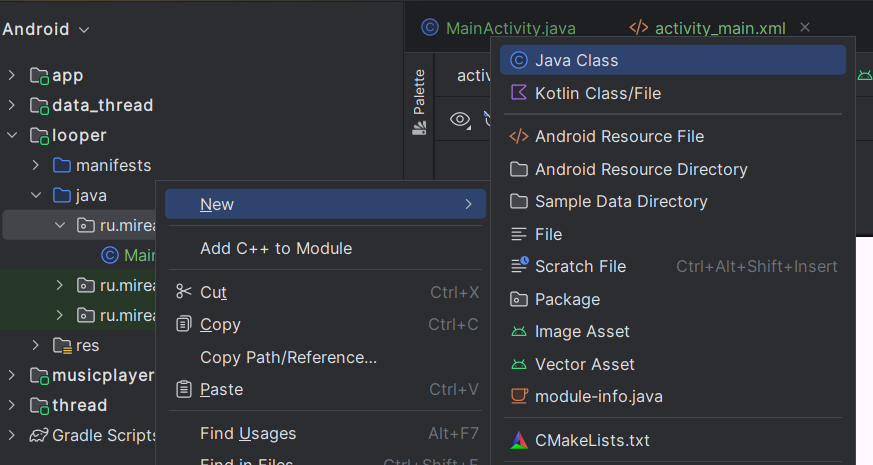 Android
app
data_thread
looper
manifests
java
ru.mirea
Main
ru.mirea
ru.mirea
res
musicplayer
thread
Gradle Scripts
New
Add C++ to Module
Cut Ctrl+X
Copy Ctrl+C
Copy Path/Reference...
Paste Ctrl+V
Find Usages Alt+F7
Find in Files Ctrl+Shift+F
MainActivity.java
activity_main.xml
activ
Palette
Java Class
Kotlin Class/File
Android Resource File
Android Resource Directory
Sample Data Directory
File
Scratch File Ctrl+Alt+Shift+Insert
Package
Image Asset
Vector Asset
module-info.java
CMakeLists.txt